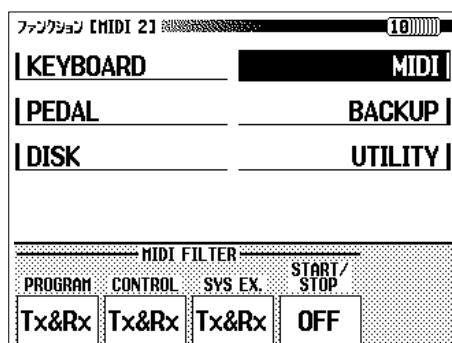 ファンクション [MIDI 2] 10
KEYBOARD MIDI
PEDAL BACKUP
DISK UTILITY
MIDI FILTER
PROGRAM CONTROL SYS EX. START/STOP
Tx&Rx Tx&Rx Tx&Rx OFF